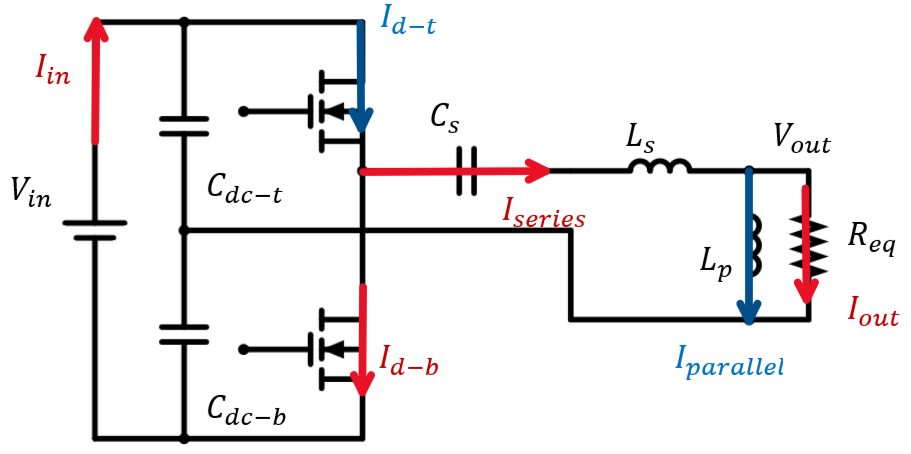 I_{d-t}
I_{in}
C_s
L_s
V_{out}
V_{in}
C_{dc-t}
I_{series}
R_{eq}
L_p
I_{out}
I_{d-b}
I_{parallel}
C_{dc-b}